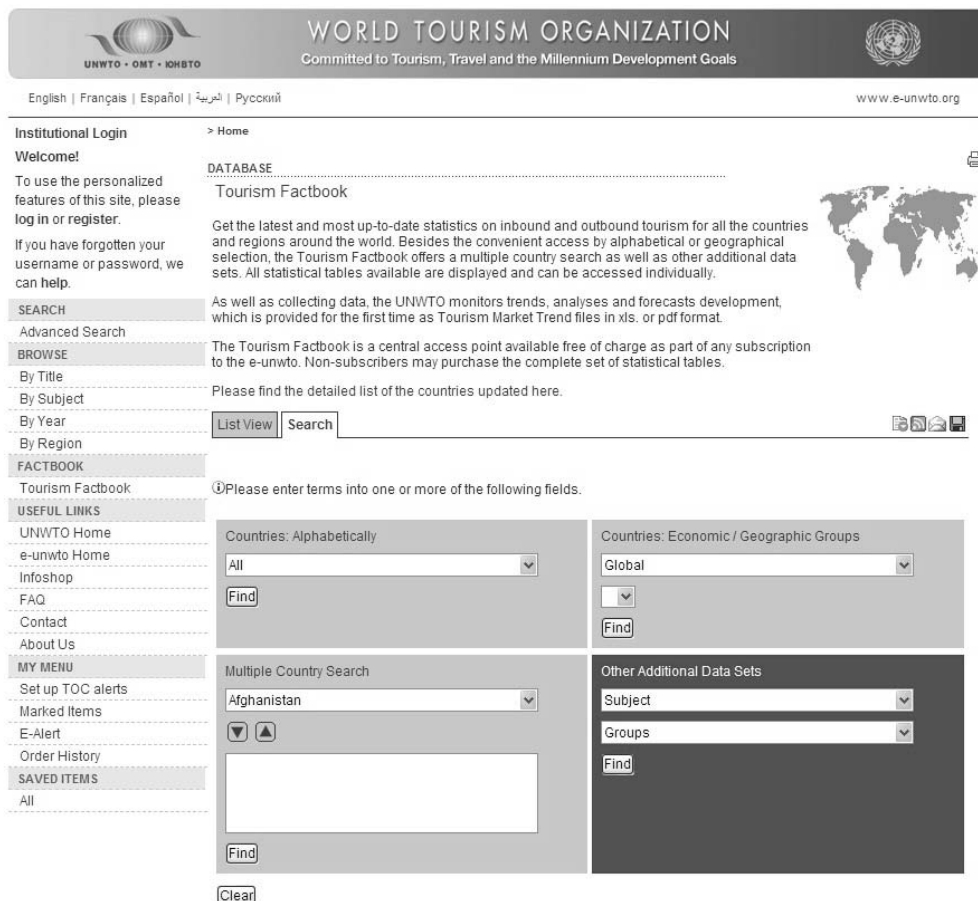 WORLD TOURISM ORGANIZATION
Committed to Tourism, Travel and the Millennium Development Goals
UNWTO • OMT • ЮНВТО
English | Français | Español | العربية | Русский
www.e-unwto.org
Institutional Login
Welcome!
To use the personalized
features of this site, please
log in or register.
If you have forgotten your
username or password, we
can help.
SEARCH
Advanced Search
BROWSE
By Title
By Subject
By Year
By Region
FACTBOOK
Tourism Factbook
USEFUL LINKS
UNWTO Home
e-unwto Home
Infoshop
FAQ
Contact
About Us
MY MENU
Set up TOC alerts
Marked Items
E-Alert
Order History
SAVED ITEMS
All
> Home
DATABASE
Tourism Factbook
Get the latest and most up-to-date statistics on inbound and outbound tourism for all the countries
and regions around the world. Besides the convenient access by alphabetical or geographical
selection, the Tourism Factbook offers a multiple country search as well as other additional data
sets. All statistical tables available are displayed and can be accessed individually.
As well as collecting data, the UNWTO monitors trends, analyses and forecasts development,
which is provided for the first time as Tourism Market Trend files in xls. or pdf format.
The Tourism Factbook is a central access point available free of charge as part of any subscription
to the e-unwto. Non-subscribers may purchase the complete set of statistical tables.
Please find the detailed list of the countries updated here.
List View Search
Please enter terms into one or more of the following fields.
Countries: Alphabetically
All
Find
Countries: Economic / Geographic Groups
Global
Find
Multiple Country Search
Afghanistan
Find
Other Additional Data Sets
Subject
Groups
Find
Clear